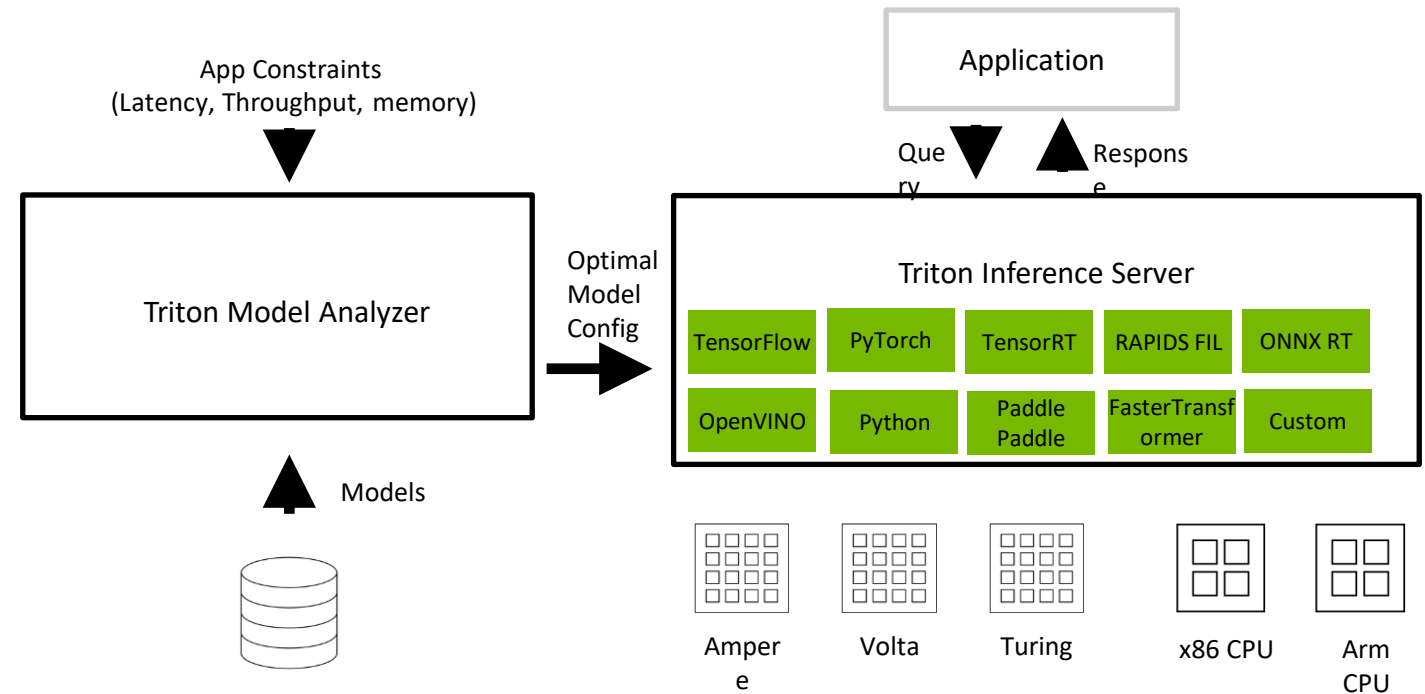 App Constraints
(Latency, Throughput, memory)
Triton Model Analyzer
Models
Optimal
Model
Config
Application
Que
ry
Respons
e
Triton Inference Server
TensorFlow
PyTorch
TensorRT
RAPIDS FIL
ONNX RT
OpenVINO
Python
Paddle
Paddle
FasterTransf
ormer
Custom
Amper
e
Volta
Turing
x86 CPU
Arm
CPU